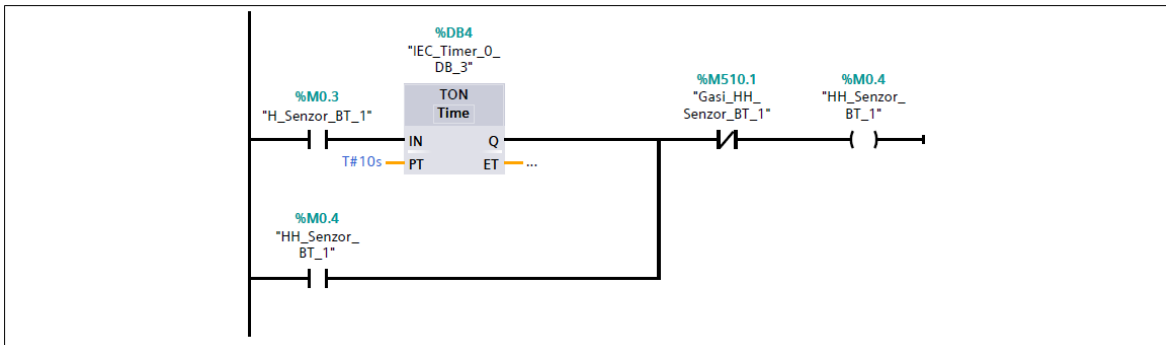 %DB4
"IEC_Timer_0_
DB_3"
TON
Time
%M0.3
"H_Senzor_BT_1"
IN
Q
T#10s
PT
ET
...
%M510.1
"Gasi_HH_
Senzor_BT_1"
%M0.4
"HH_Senzor_
BT_1"
%M0.4
"HH_Senzor_
BT_1"